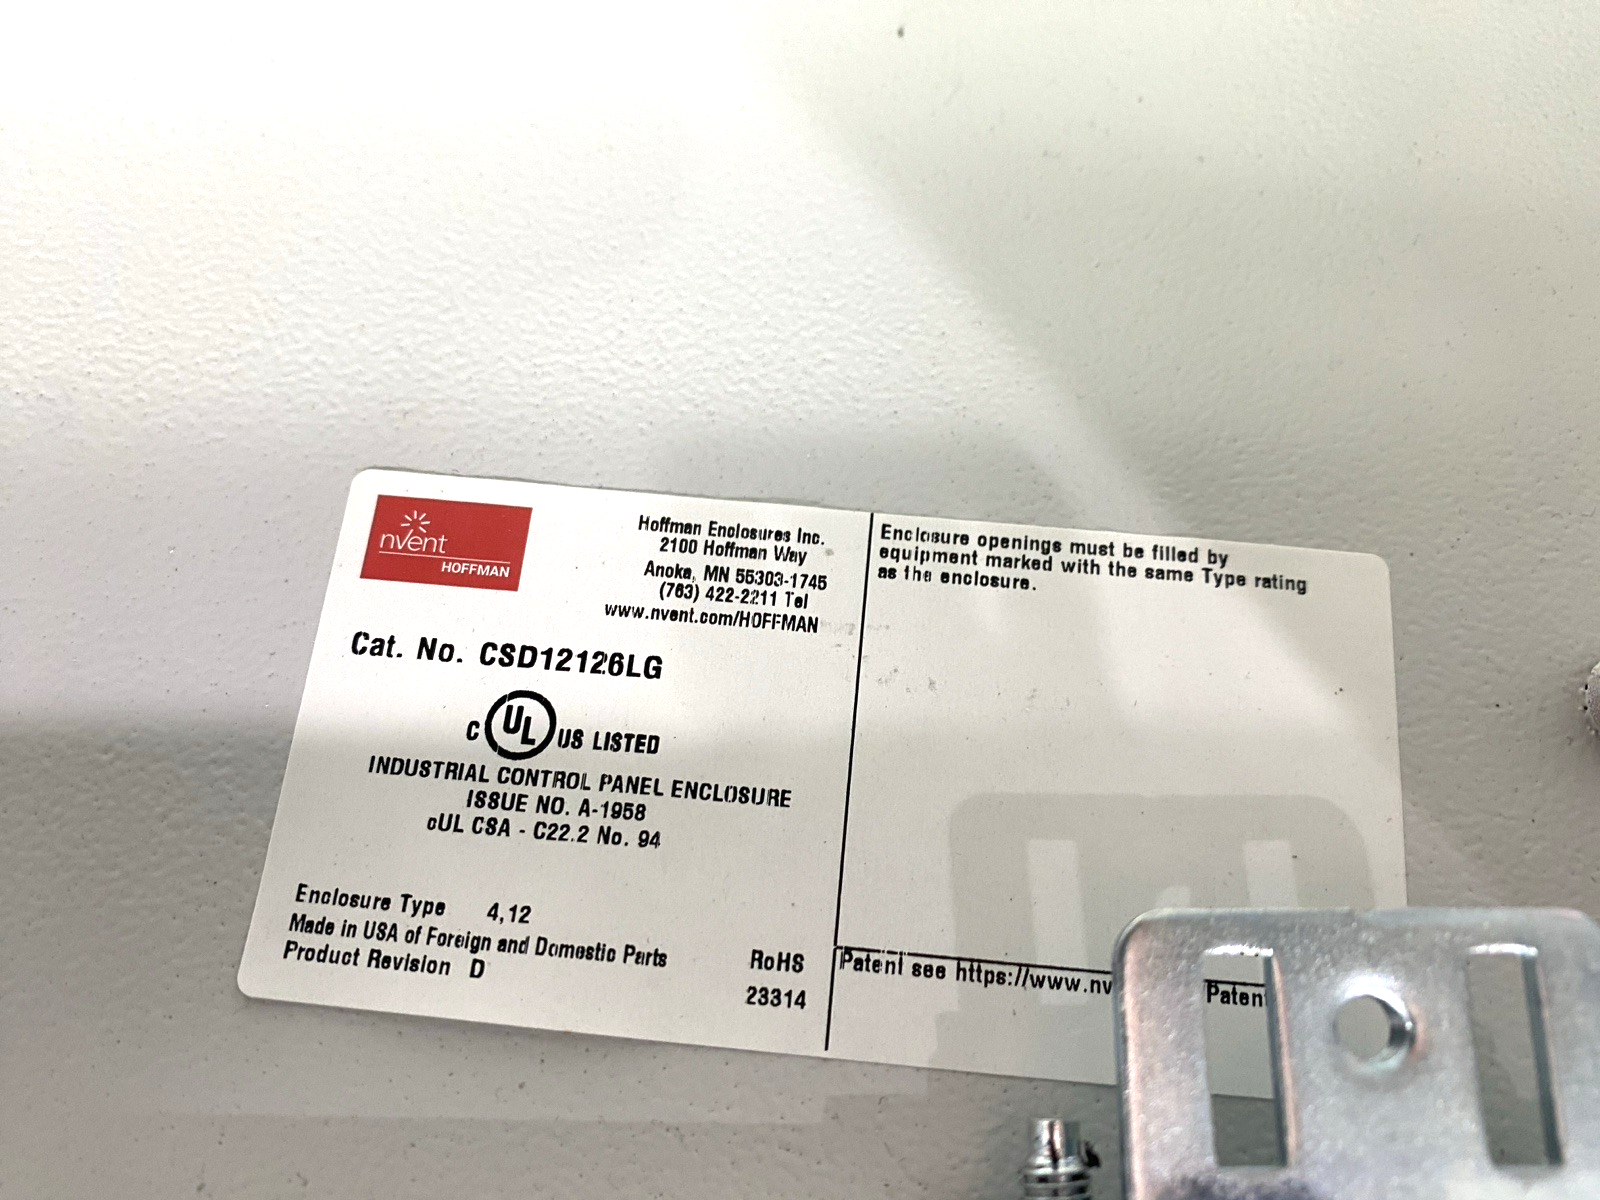 nvent
HOFFMAN
Hoffman Enclosures Inc.
2100 Hoffman Way
Anoka, MN 55303-1745
(763) 422-2211 Tel
www.nvent.com/HOFFMAN
Cat. No. CSD12126LG
C UL US LISTED
INDUSTRIAL CONTROL PANEL ENCLOSURE
ISSUE NO. A-1958
cUL CSA - C22.2 No. 94
Enclosure Type 4,12
Made in USA of Foreign and Domestic Parts
Product Revision D
RoHS
23314
Enclosure openings must be filled by
equipment marked with the same Type rating
as the enclosure.
Patent see https://www.nv Paten